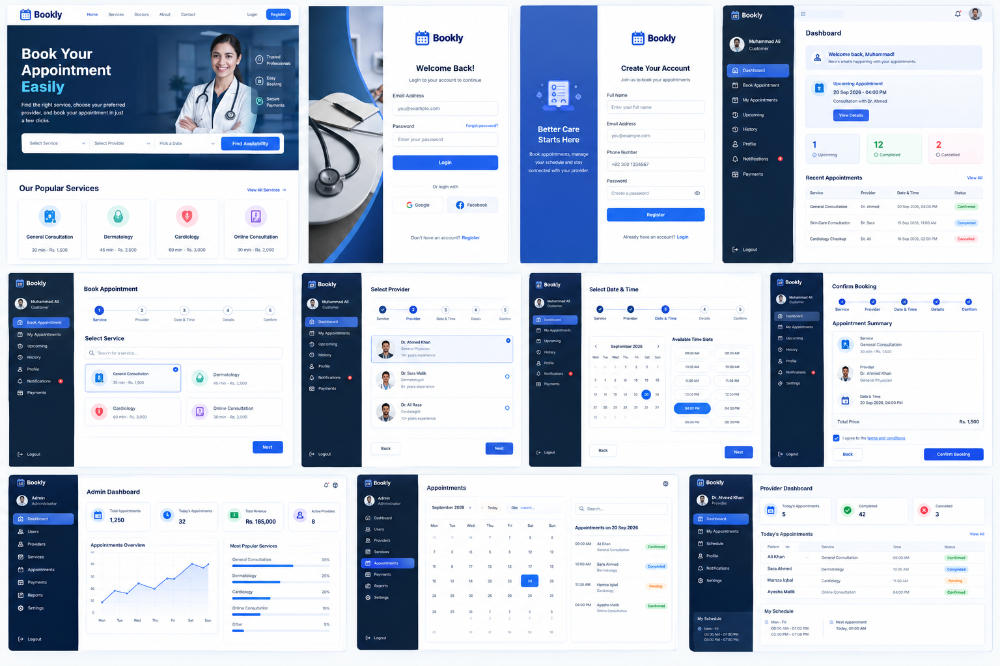 Bookly
Home
Services
Doctors
About
Contact
Login
Register
Book Your
Appointment
Easily
Find the right service, choose your preferred
provider, and book your appointment in just
a few clicks.
Trusted
Professionals
Easy
Booking
Secure
Payments
Select Service
Select Provider
Pick a Date
Find Availability
Our Popular Services
View All Services →
General Consultation
30 min - Rs, 1,500
Dermatology
45 min - Rs, 2,500
Cardiology
60 min - Rs, 3,000
Online Consultation
30 min - Rs, 2,000
Bookly
Welcome Back!
Login to your account to continue
Email Address
you@example.com
Password
Forgot password?
Enter your password
Login
Or login with
Google
Facebook
Don't have an account? Register
Better Care
Starts Here
Book appointments, manage
your schedule and stay
connected with your provider.
Bookly
Create Your Account
Join us to book your appointments
Full Name
Enter your full name
Email Address
you@example.com
Phone Number
+92 300 1234567
Password
Create a password
Register
Already have an account? Login
Bookly
Muhammad Ali
Customer
Dashboard
Book Appointment
My Appointments
Upcoming
History
Profile
Notifications
Payments
Logout
Dashboard
Welcome back, Muhammad!
Here's what's happening with your appointments.
Upcoming Appointment
20 Sep 2026 - 04:00 PM
Consultation with Dr. Ahmed
View Details
1
Upcoming
12
Completed
2
Cancelled
Recent Appointments
View All
Service Provider Date & Time Status
General Consultation Dr. Ahmed 20 Sep 2026, 04:00 PM Confirmed
Skin Care Consultation Dr. Sara 15 Sep 2026, 11:00 AM Completed
Cardiology Checkup Dr. Ali 10 Sep 2026, 02:00 PM Cancelled
Bookly
Muhammad Ali
Customer
Book Appointment
My Appointments
Upcoming
History
Profile
Notifications
Payments
Logout
Book Appointment
1 2 3 4 5
Service Provider Date & Time Details Confirm
Select Service
Search for a service...
General Consultation
30 min - Rs, 1,500
Dermatology
45 min - Rs, 2,500
Cardiology
60 min - Rs, 3,000
Online Consultation
30 min - Rs, 2,000
Next
Bookly
Muhammad Ali
Customer
Dashboard
My Appointments
Upcoming
History
Profile
Notifications
Payments
Logout
Select Provider
2 3 4 5
Service Provider Date & Time Details Confirm
Dr. Ahmed Khan
General Physician
10+ years experience
Dr. Sara Malik
Dermatologist
8+ years experience
Dr. Ali Raza
Cardiologist
12+ years experience
Back
Next
Bookly
Muhammad Ali
Customer
Dashboard
My Appointments
Upcoming
History
Profile
Notifications
Payments
Logout
Select Date & Time
3 4 5
Service Provider Date & Time Details Confirm
September 2026
Mon Tue Wed Thu Fri Sat Sun
Available Time Slots
09:00 AM 09:30 AM
10:30 AM 10:30 AM
11:00 AM 11:30 AM
12:00 PM 12:30 PM
04:00 PM 04:30 PM
05:00 PM 05:30 PM
Back
Next
Bookly
Muhammad Ali
Customer
Dashboard
My Appointments
Upcoming
History
Profile
Notifications
Settings
Logout
Confirm Booking
Service Provider Date & Time Details Confirm
Appointment Summary
Service
General Consultation
30 min - Rs, 1,500
Provider
Dr. Ahmed Khan
General Physician
Date & Time
20 Sep 2026, 04:00 PM
Total Price Rs. 1,500
I agree to the terms and conditions
Back
Confirm Booking
Bookly
Admin
Administrator
Dashboard
Users
Providers
Services
Appointments
Payments
Reports
Settings
Logout
Admin Dashboard
Total Appointments
1,250
Today's Appointments
32
Total Revenue
Rs. 185,000
Active Providers
8
Appointments Overview
Mon Tue Wed Thu Fri Sat Sun
Most Popular Services
General Consultation 35%
Dermatology 25%
Cardiology 20%
Online Consultation 15%
Other 5%
Bookly
Admin
Administrator
Dashboard
Users
Providers
Services
Appointments
Payments
Reports
Settings
Logout
Appointments
September 2026
Today
Mon Tue Wed Thu Fri Sat Sun
Search...
Appointments on 20 Sep 2026
09:00 AM Ali Khan Confirmed
General Consultation
10:00 AM Sara Ahmed Completed
Dermatology
11:30 AM Hamza Iqbal Pending
Cardiology
04:00 PM Ayesha Malik Confirmed
Online Consultation
Bookly
Dr. Ahmed Khan
Provider
Dashboard
My Appointments
Schedule
Profile
Notifications
Settings
My Schedule
Provider Dashboard
Today's Appointments
5
Completed
42
Cancelled
3
Today's Appointments
View All
Patient Service Time Status
Ali Khan General Consultation 09:00 AM Confirmed
Sara Ahmed Dermatology 10:00 AM Completed
Hamza Iqbal Cardiology 11:30 AM Pending
Ayesha Malik Online Consultation 04:00 PM Confirmed
My Schedule
Mon - Fri
09:00 AM - 01:00 PM
03:00 PM - 07:00 PM
Next Appointment
Today, 09:00 AM